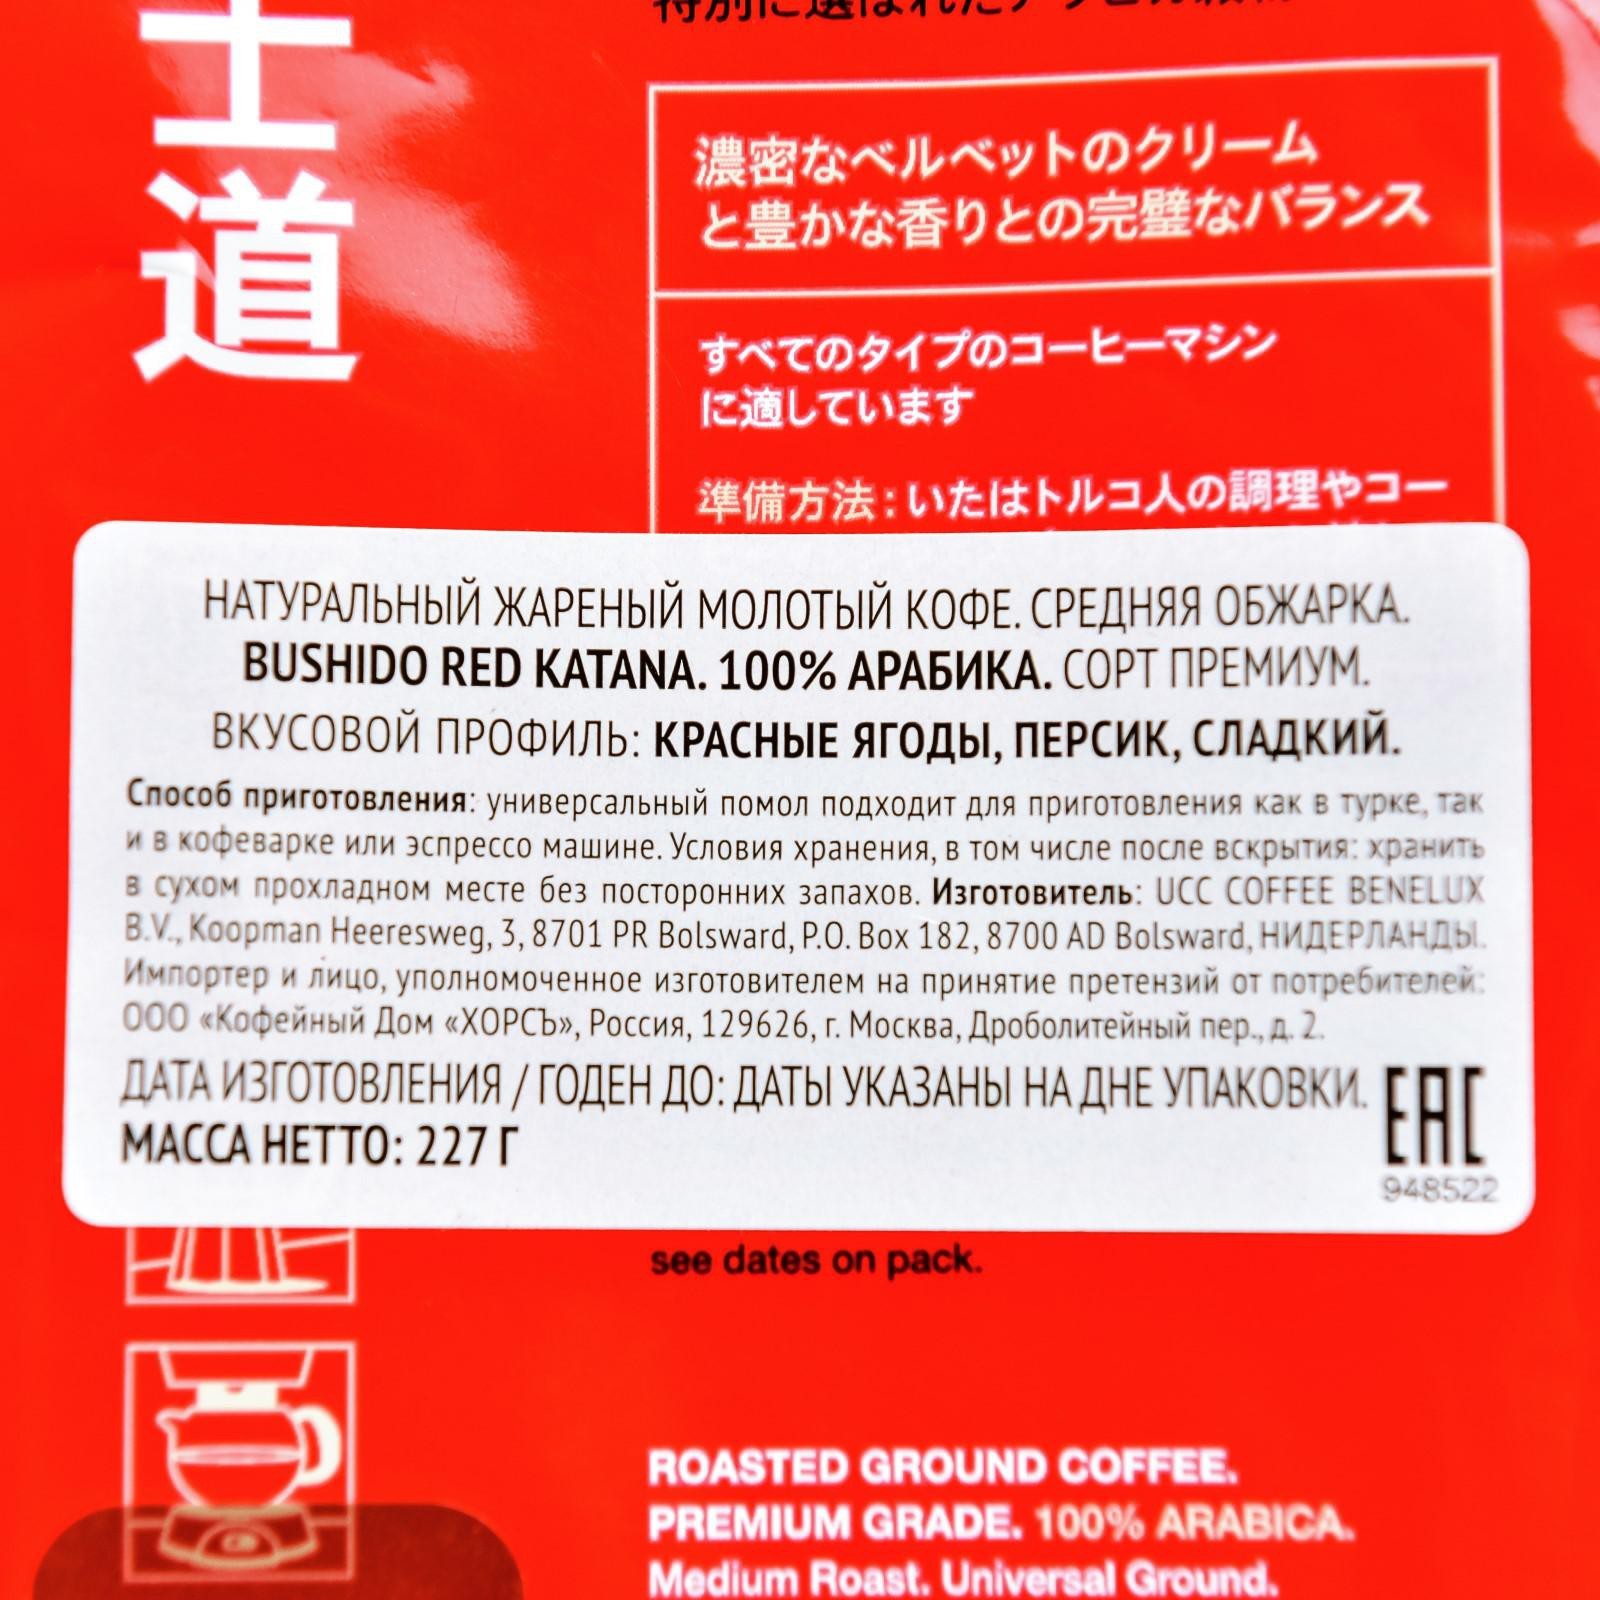 士
道
濃密なベルベットのクリーム
と豊かな香りとの完璧なバランス
すべてのタイプのコーヒーマシン
に適しています
準備方法:いたはトルコ人の調理やコー
НАТУРАЛЬНЫЙ ЖАРЕНЫЙ МОЛОТЫЙ КОФЕ. СРЕДНЯЯ ОБЖАРКА.
BUSHIDO RED KATANA. 100% АРАБИКА. СОРТ ПРЕМИУМ.
ВКУСОВОЙ ПРОФИЛЬ: КРАСНЫЕ ЯГОДЫ, ПЕРСИК, СЛАДКИЙ.
Способ приготовления: универсальный помол подходит для приготовления как в турке, так
и в кофеварке или эспрессо машине. Условия хранения, в том числе после вскрытия: хранить
в сухом прохладном месте без посторонних запахов. Изготовитель: UCC COFFEE BENELUX
B.V., Koopman Heeresweg, 3, 8701 PR Bolsward, P.O. Box 182, 8700 AD Bolsward, НИДЕРЛАНДЫ.
Импортер и лицо, уполномоченное изготовителем на принятие претензий от потребителей:
ООО «Кофейный Дом «ХОРСЪ», Россия, 129626, г. Москва, Дроболитейный пер., д. 2.
ДАТА ИЗГОТОВЛЕНИЯ / ГОДЕН ДО: ДАТЫ УКАЗАНЫ НА ДНЕ УПАКОВКИ.
МАССА НЕТТО: 227 Г
EAC
948522
see dates on pack.
ROASTED GROUND COFFEE.
PREMIUM GRADE. 100% ARABICA.
Medium Roast. Universal Ground.